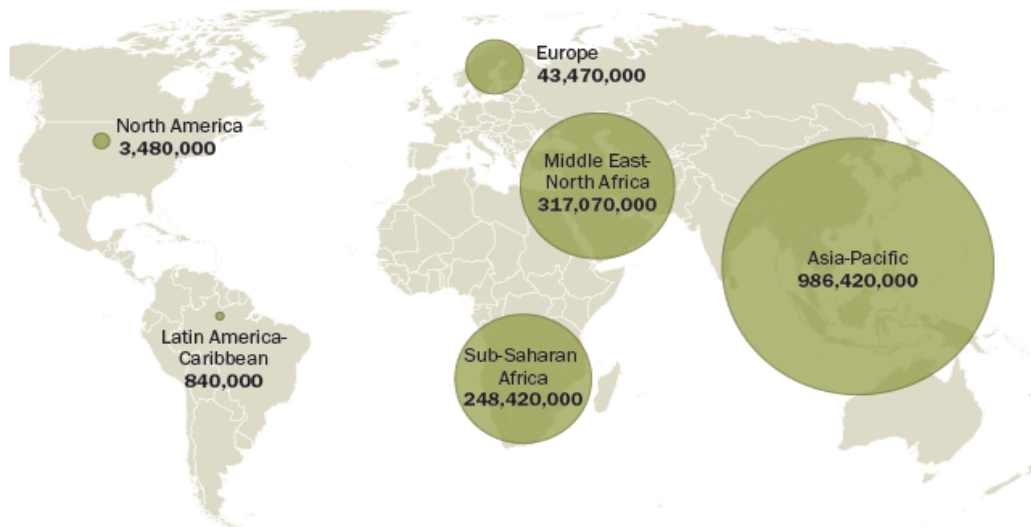 Europe
43,470,000
North America
3,480,000
Middle East-
North Africa
317,070,000
Asia-Pacific
986,420,000
Latin America-
Caribbean
840,000
Sub-Saharan
Africa
248,420,000